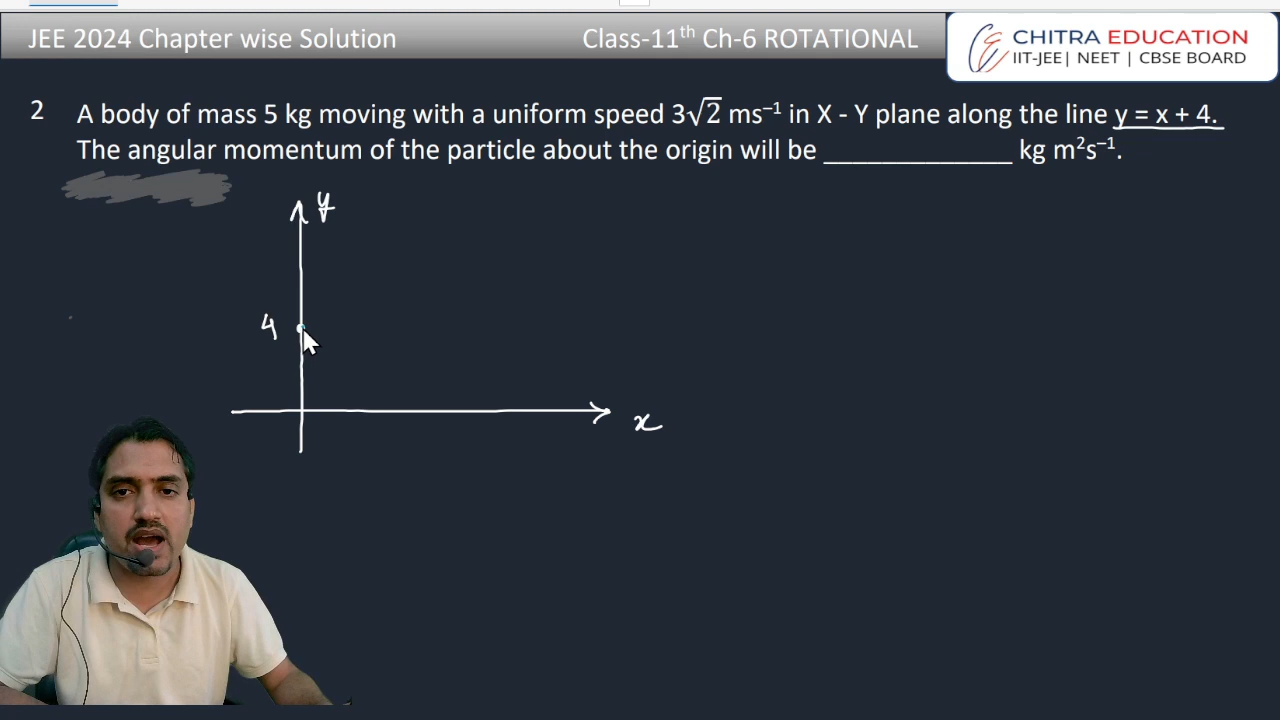 JEE 2024 Chapter wise Solution
Class-11th Ch-6 ROTATIONAL
CHITRA EDUCATION
IIT-JEE| NEET | CBSE BOARD
2 A body of mass 5 kg moving with a uniform speed 3√2 ms⁻¹ in X - Y plane along the line y = x + 4.
The angular momentum of the particle about the origin will be ______________ kg m²s⁻¹.
y
4
x